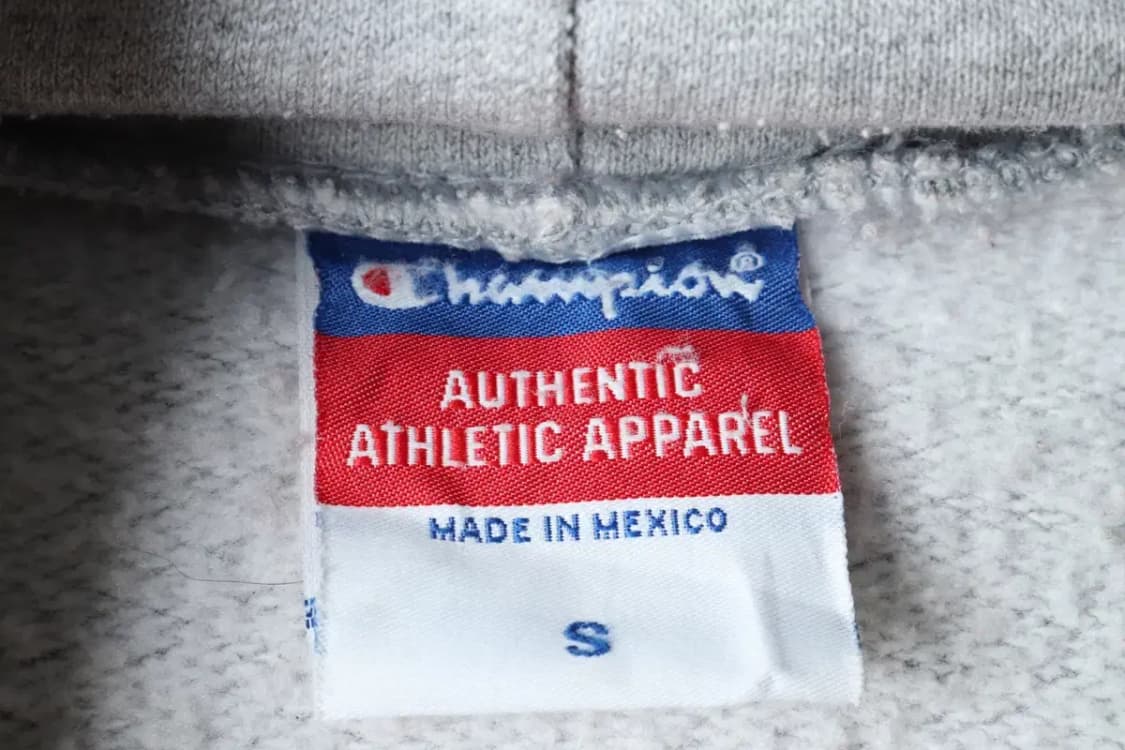 Champion®
AUTHENTIC
ATHLETIC APPAREL
MADE IN MEXICO
S